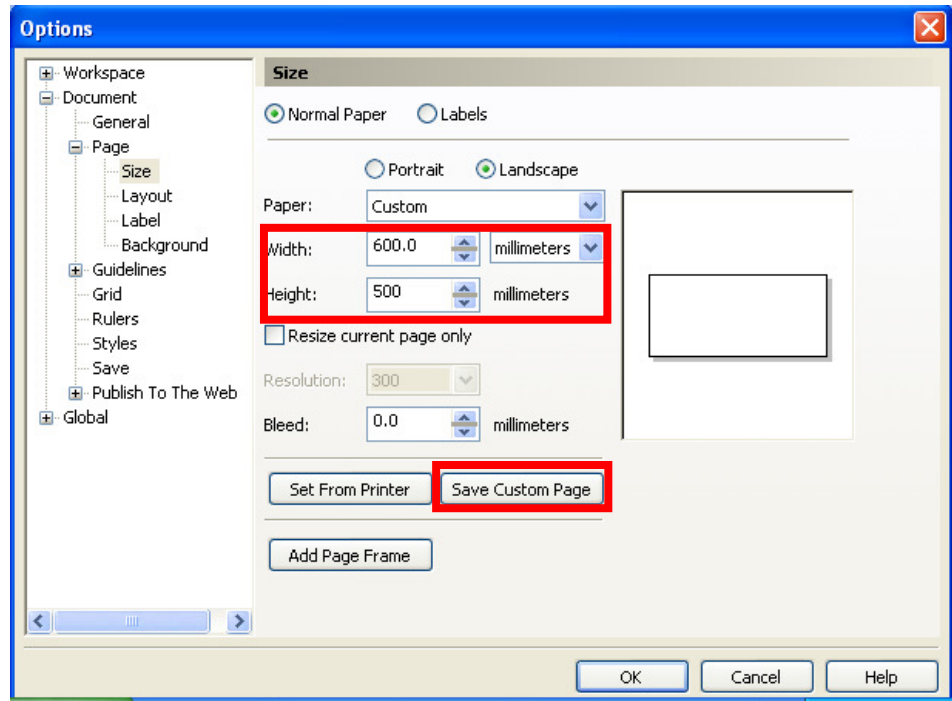 Options
Workspace
Document
General
Page
Size
Layout
Label
Background
Guidelines
Grid
Rulers
Styles
Save
Publish To The Web
Global
Size
Normal Paper Labels
Portrait Landscape
Paper: Custom
Width: 600.0 millimeters
Height: 500 millimeters
Resize current page only
Resolution: 300
Bleed: 0.0 millimeters
Set From Printer Save Custom Page
Add Page Frame
OK Cancel Help